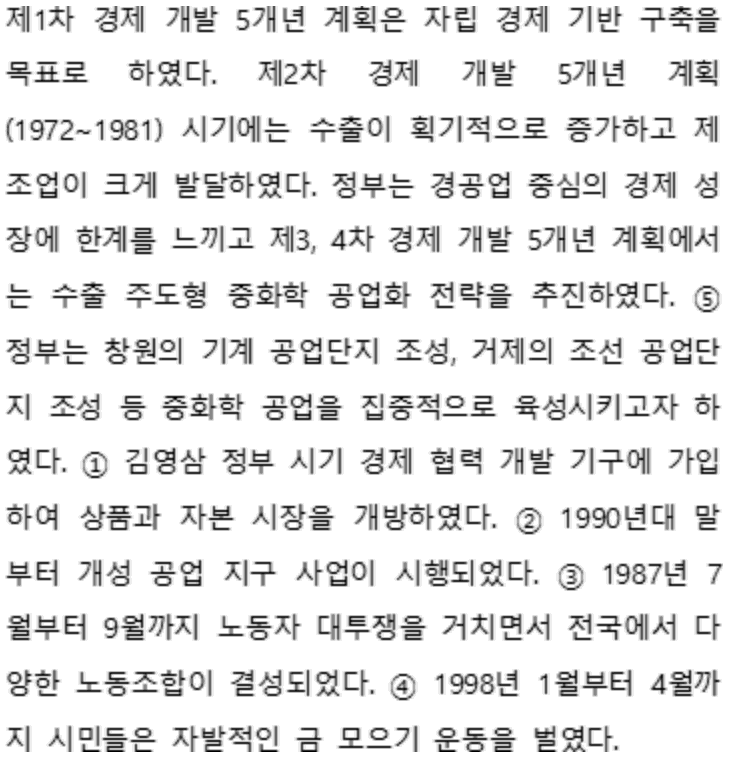 제1차 경제 개발 5개년 계획은 자립 경제 기반 구축을
목표로 하였다. 제2차 경제 개발 5개년 계획
(1972~1981) 시기에는 수출이 획기적으로 증가하고 제
조업이 크게 발달하였다. 정부는 경공업 중심의 경제 성
장에 한계를 느끼고 제3, 4차 경제 개발 5개년 계획에서
는 수출 주도형 중화학 공업화 전략을 추진하였다. ⑤
정부는 창원의 기계 공업단지 조성, 거제의 조선 공업단
지 조성 등 중화학 공업을 집중적으로 육성시키고자 하
였다. ① 김영삼 정부 시기 경제 협력 개발 기구에 가입
하여 상품과 자본 시장을 개방하였다. ② 1990년대 말
부터 개성 공업 지구 사업이 시행되었다. ③ 1987년 7
월부터 9월까지 노동자 대투쟁을 거치면서 전국에서 다
양한 노동조합이 결성되었다. ④ 1998년 1월부터 4월까
지 시민들은 자발적인 금 모으기 운동을 벌였다.